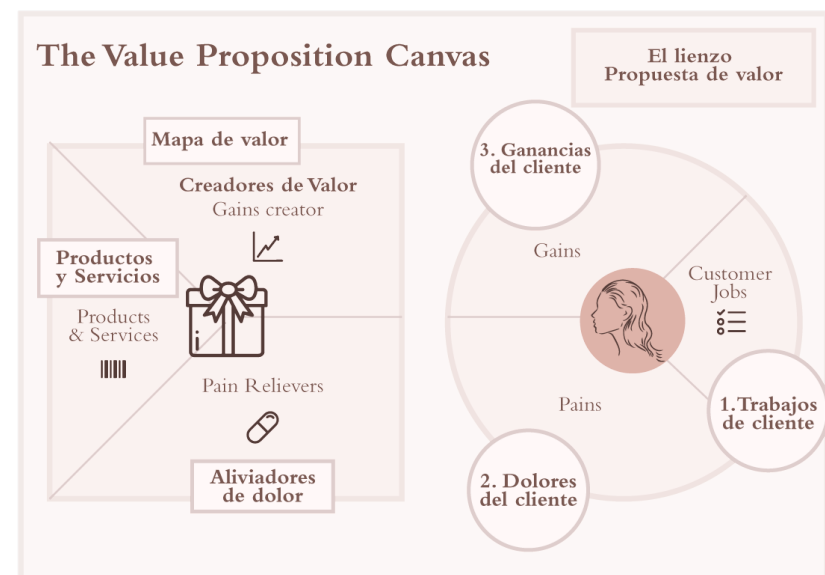 The Value Proposition Canvas
El lienzo
Propuesta de valor
Mapa de valor
Creadores de Valor
Gains creator
Productos
y Servicios
Products
& Services
Pain Relievers
Aliviadores
de dolor
3. Ganancias
del cliente
Gains
Customer
Jobs
Pains
1.Trabajos
de cliente
2. Dolores
del cliente